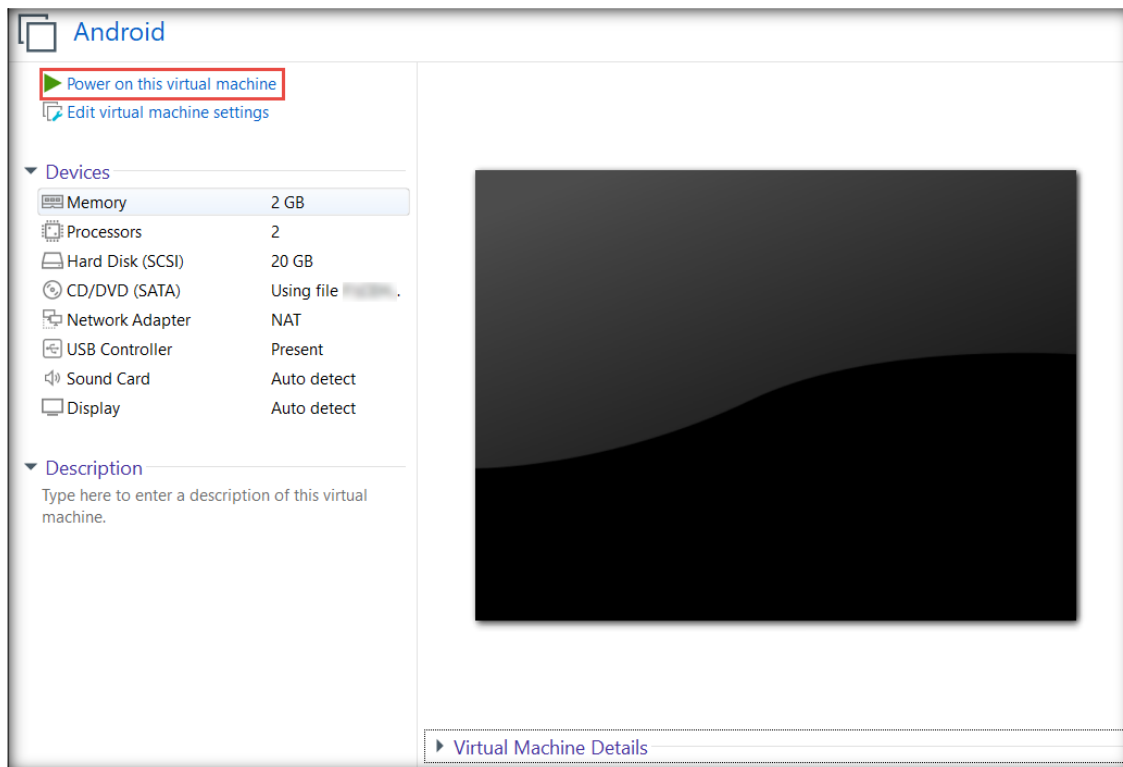 Android
Power on this virtual machine
Edit virtual machine settings
Devices
Memory 2 GB
Processors 2
Hard Disk (SCSI) 20 GB
CD/DVD (SATA) Using file .
Network Adapter NAT
USB Controller Present
Sound Card Auto detect
Display Auto detect
Description
Type here to enter a description of this virtual
machine.
Virtual Machine Details